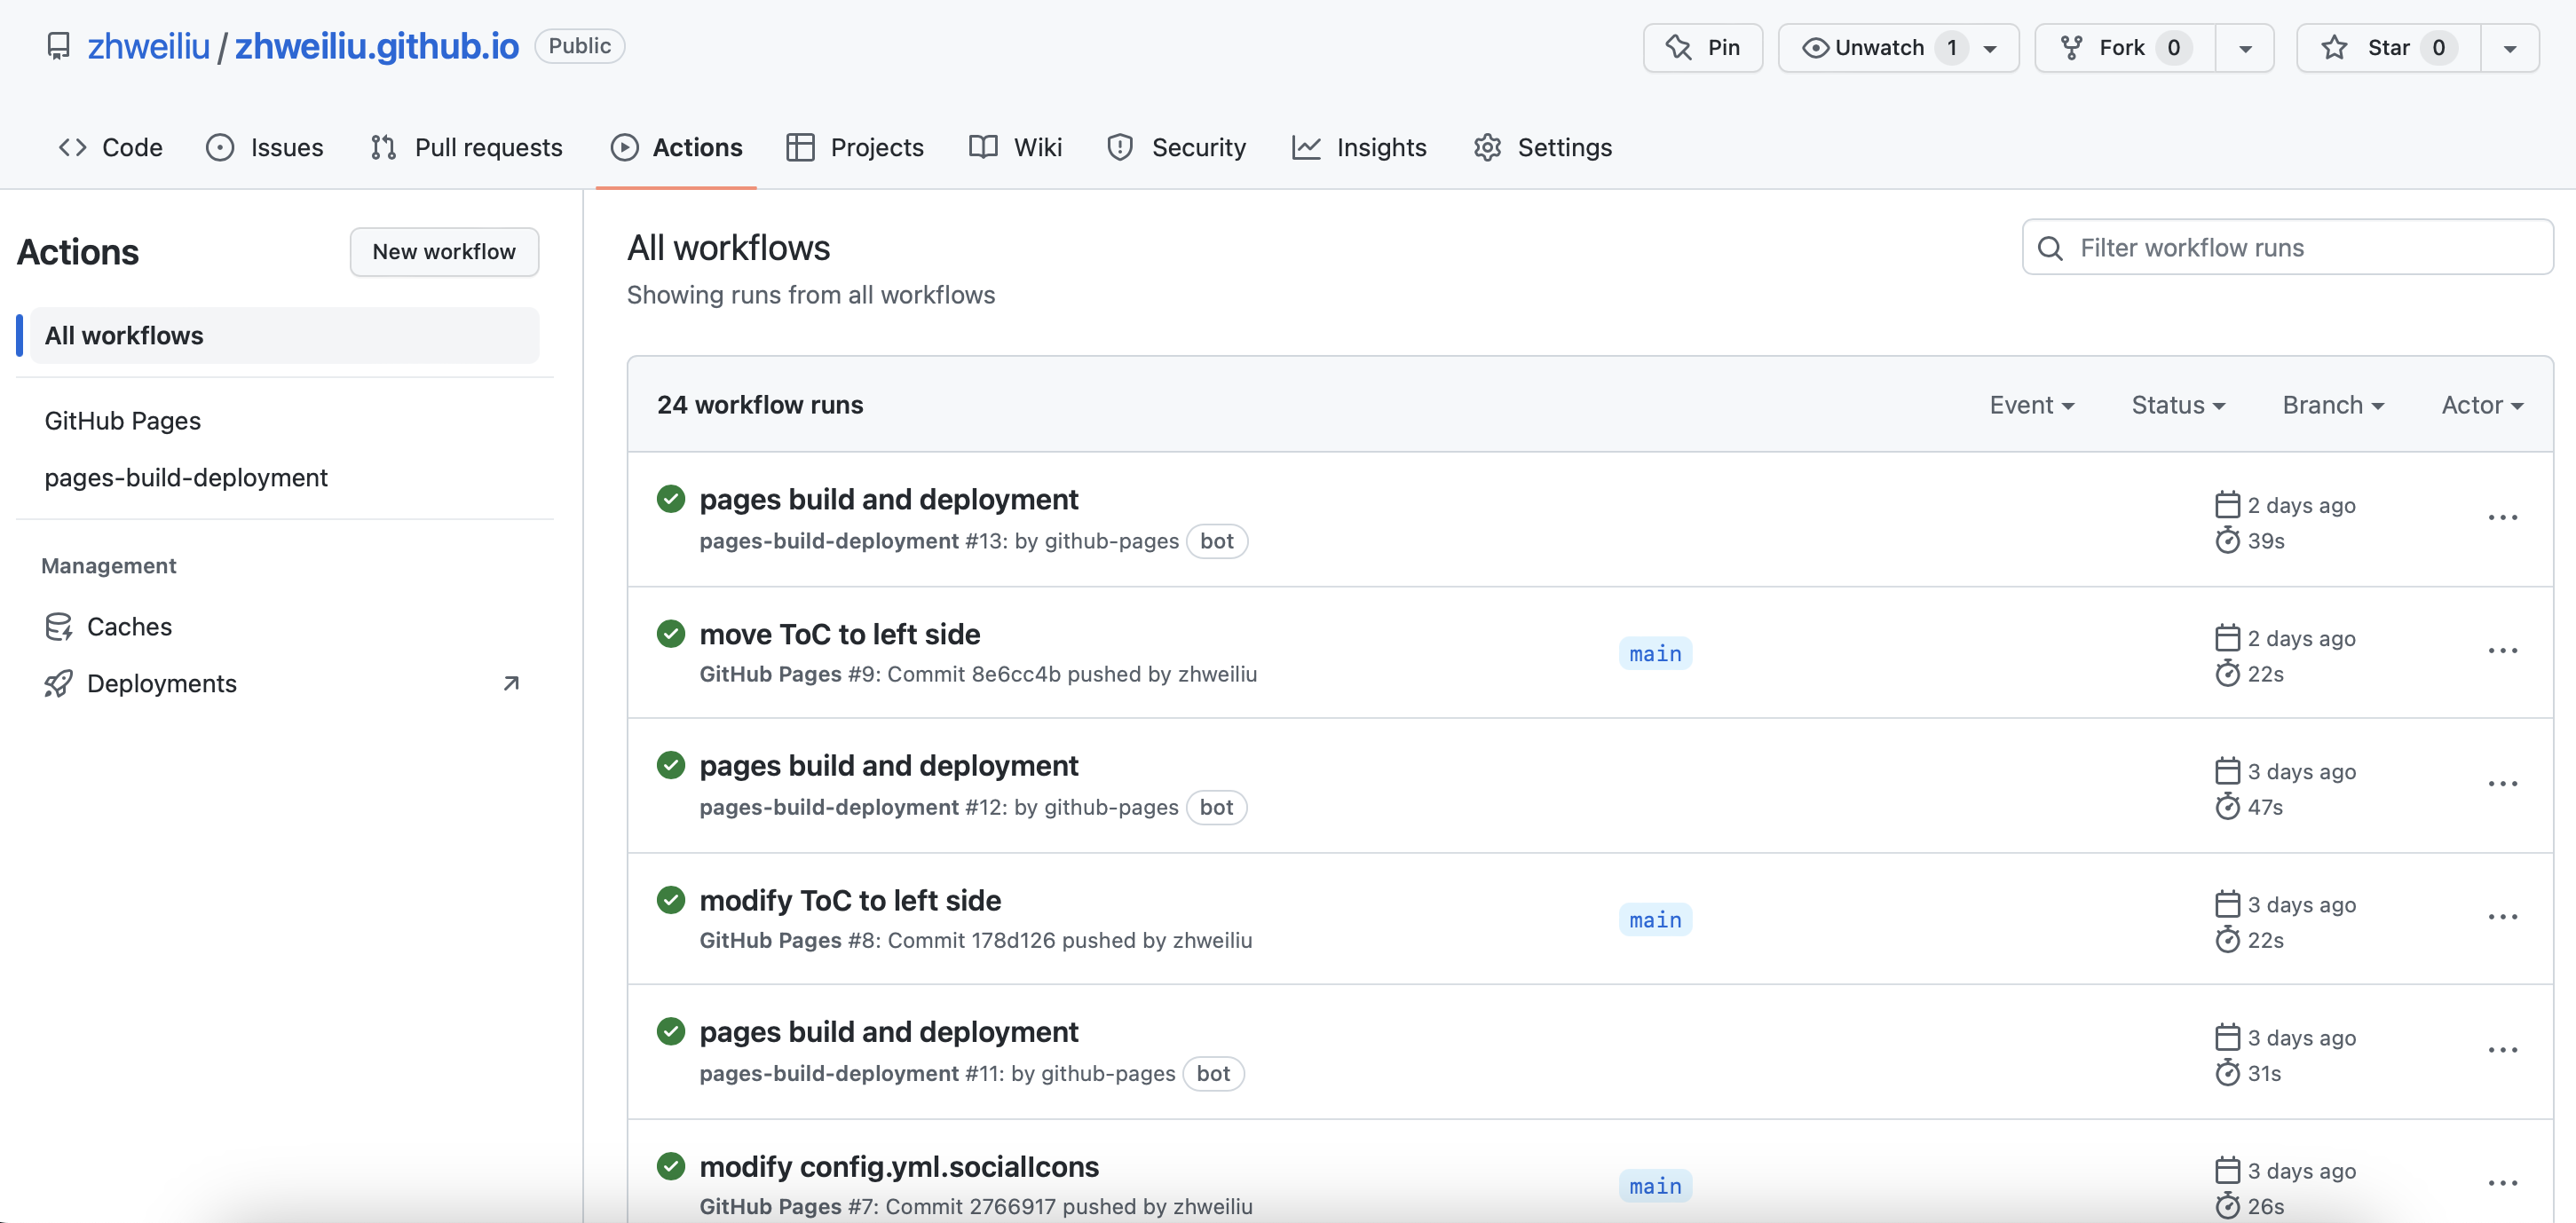 zhweiliu / zhweiliu.github.io Public
Pin Unwatch 1 Fork 0 Star 0
Code Issues Pull requests Actions Projects Wiki Security Insights Settings
Actions
New workflow
All workflows
GitHub Pages
pages-build-deployment
Management
Caches
Deployments
All workflows
Showing runs from all workflows
Filter workflow runs
24 workflow runs
Event Status Branch Actor
pages build and deployment
pages-build-deployment #13: by github-pages bot
2 days ago
39s
move ToC to left side
GitHub Pages #9: Commit 8e6cc4b pushed by zhweiliu
main
2 days ago
22s
pages build and deployment
pages-build-deployment #12: by github-pages bot
3 days ago
47s
modify ToC to left side
GitHub Pages #8: Commit 178d126 pushed by zhweiliu
main
3 days ago
22s
pages build and deployment
pages-build-deployment #11: by github-pages bot
3 days ago
31s
modify config.yml.socialIcons
GitHub Pages #7: Commit 2766917 pushed by zhweiliu
main
3 days ago
26s